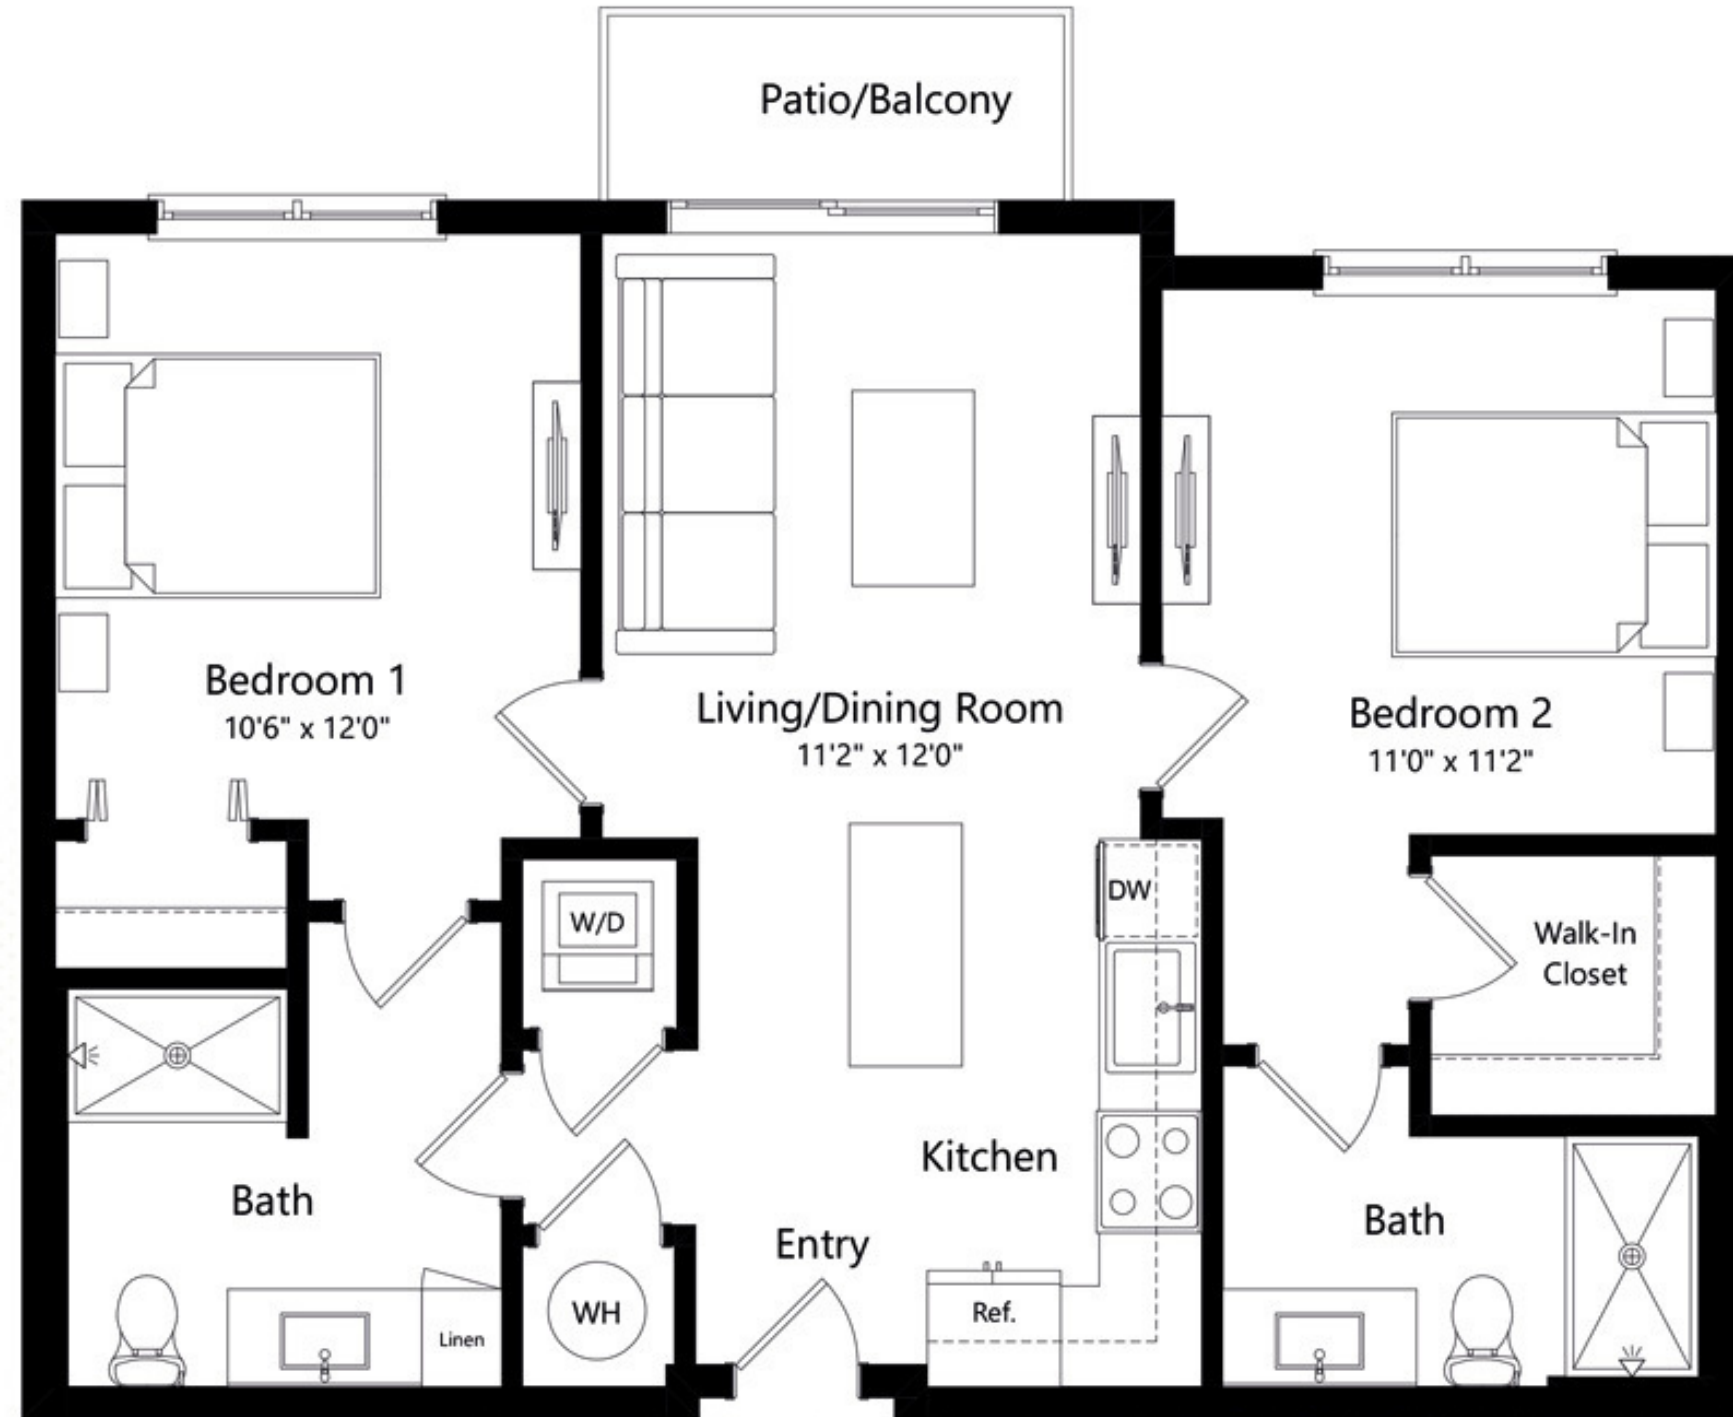 Patio/Balcony
Bedroom 1
10'6" x 12'0"
Living/Dining Room
11'2" x 12'0"
Bedroom 2
11'0" x 11'2"
W/D
DW
Walk-In
Closet
Kitchen
Bath
Bath
Entry
WH
Ref.
Linen